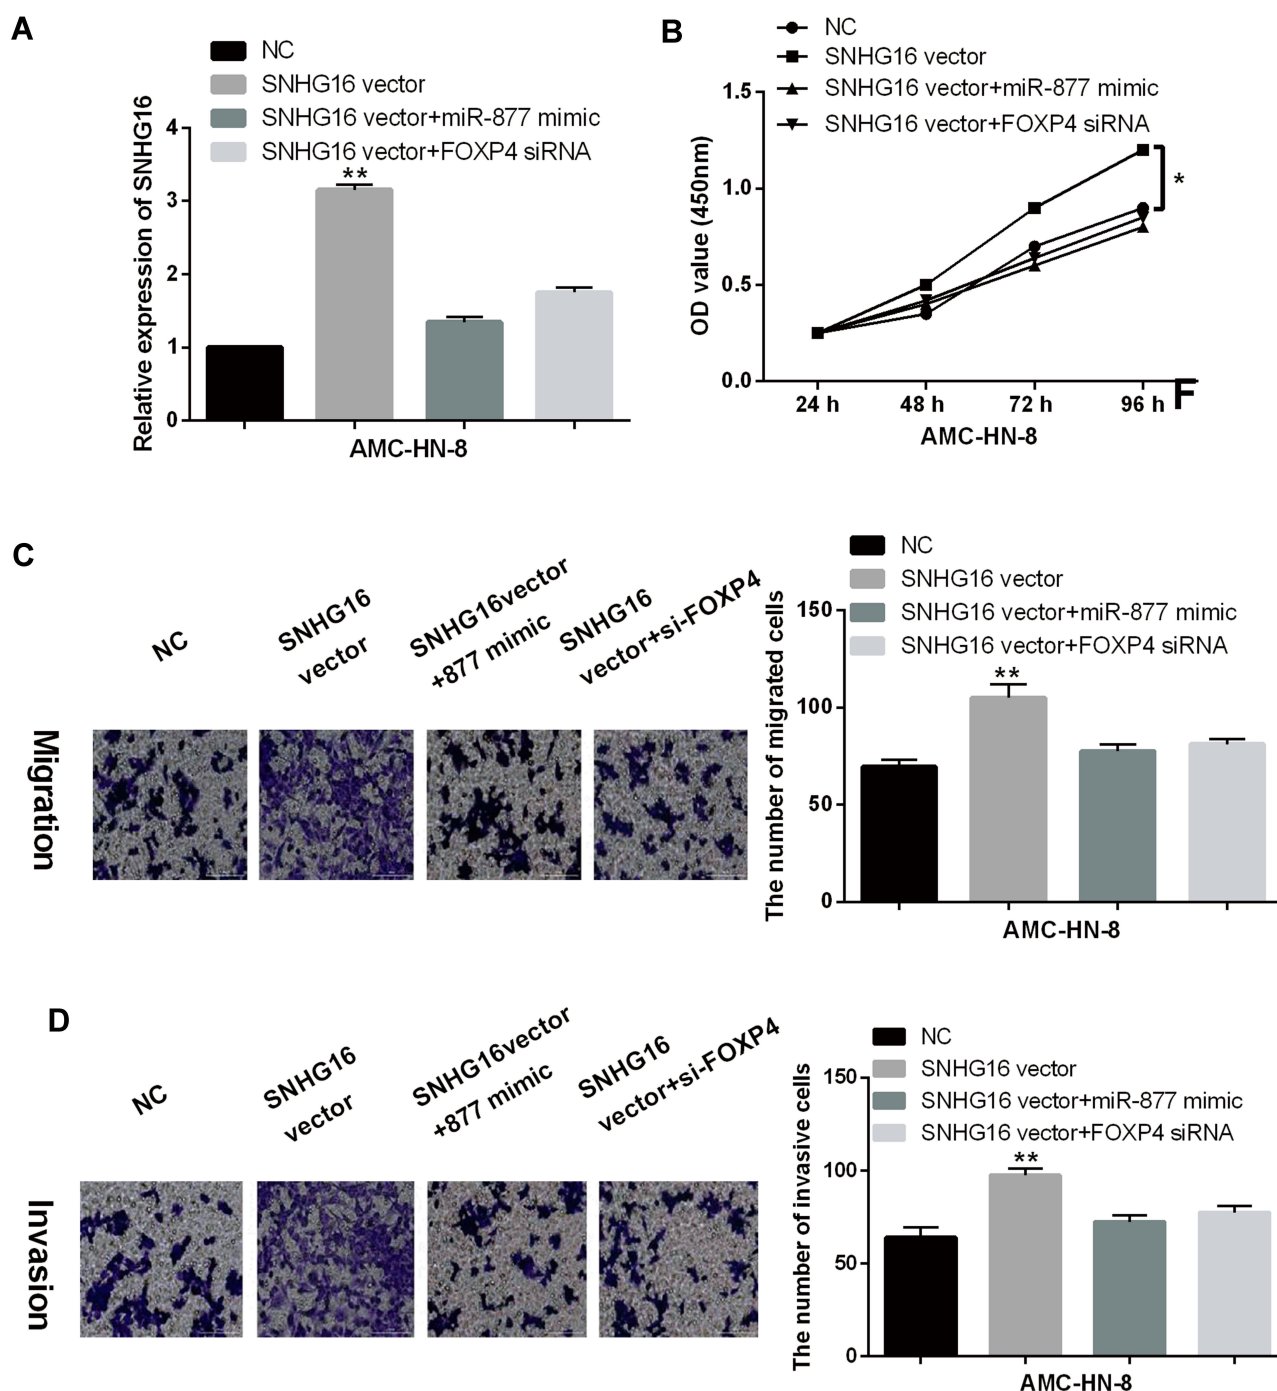 A
NC
SNHG16 vector
SNHG16 vector+miR-877 mimic
SNHG16 vector+FOXP4 siRNA
Relative expression of SNHG16
4
3
2
1
0
**
AMC-HN-8
B
NC
SNHG16 vector
SNHG16 vector+miR-877 mimic
SNHG16 vector+FOXP4 siRNA
OD value (450nm)
1.5
1.0
0.5
0.0
*
24 h 48 h 72 h 96 h
F
AMC-HN-8
C
NC
SNHG16
vector
SNHG16vector
+877 mimic
SNHG16
vector+si-FOXP4
Migration
NC
SNHG16 vector
SNHG16 vector+miR-877 mimic
SNHG16 vector+FOXP4 siRNA
The number of migrated cells
150
100
50
0
**
AMC-HN-8
D
NC
SNHG16
vector
SNHG16vector
+877 mimic
SNHG16
vector+si-FOXP4
Invasion
NC
SNHG16 vector
SNHG16 vector+miR-877 mimic
SNHG16 vector+FOXP4 siRNA
The number of invasive cells
150
100
50
0
**
AMC-HN-8